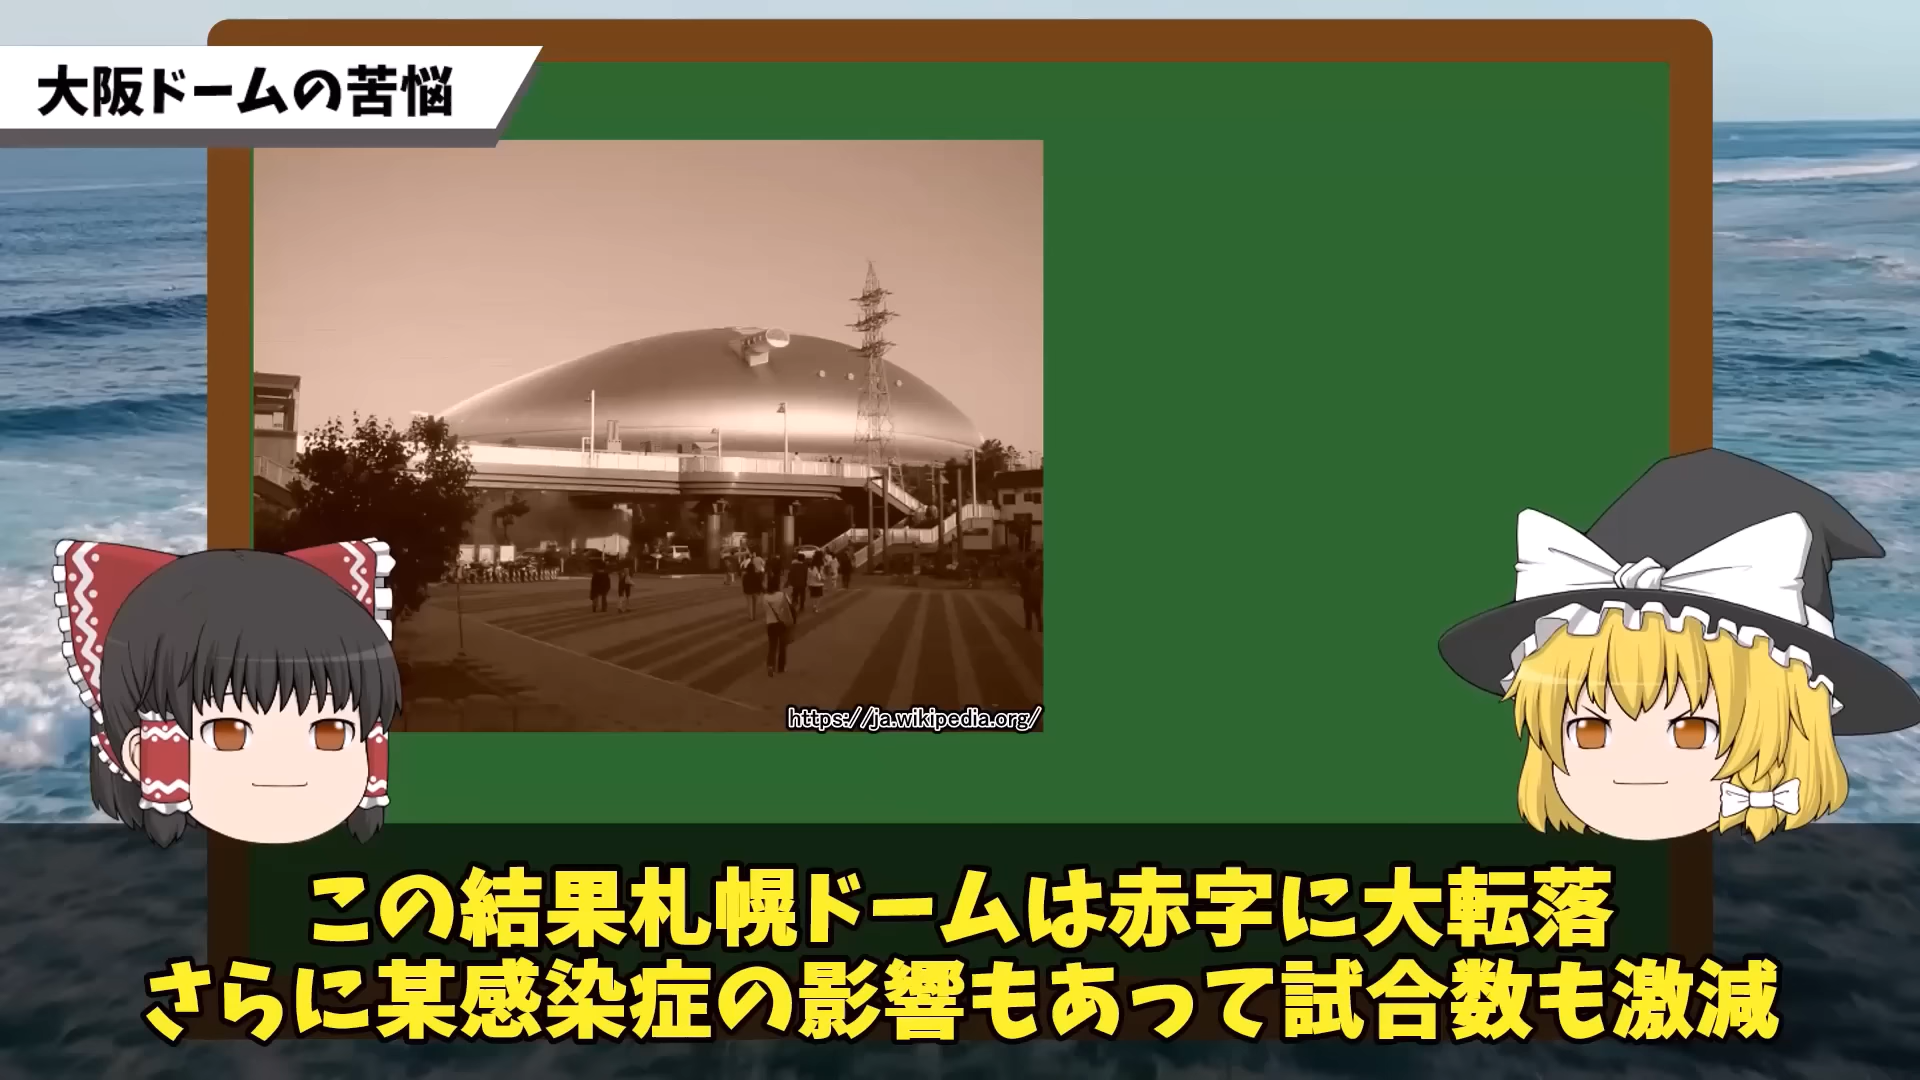 大阪ドームの苦悩
https://ja.wikipedia.org/
この結果札幌ドームは赤字に大転落
さらに某感染症の影響もあって試合数も激減